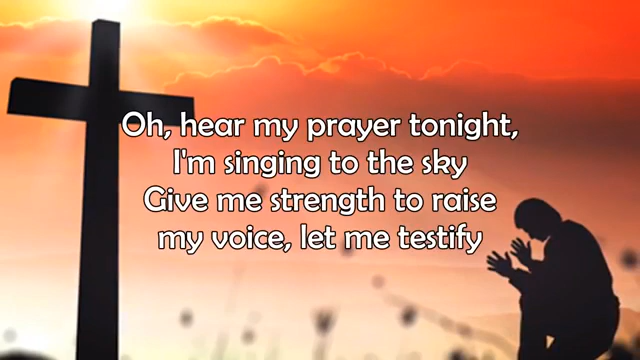 Oh, hear my prayer tonight,
I'm singing to the sky
Give me strength to raise
my voice, let me testify